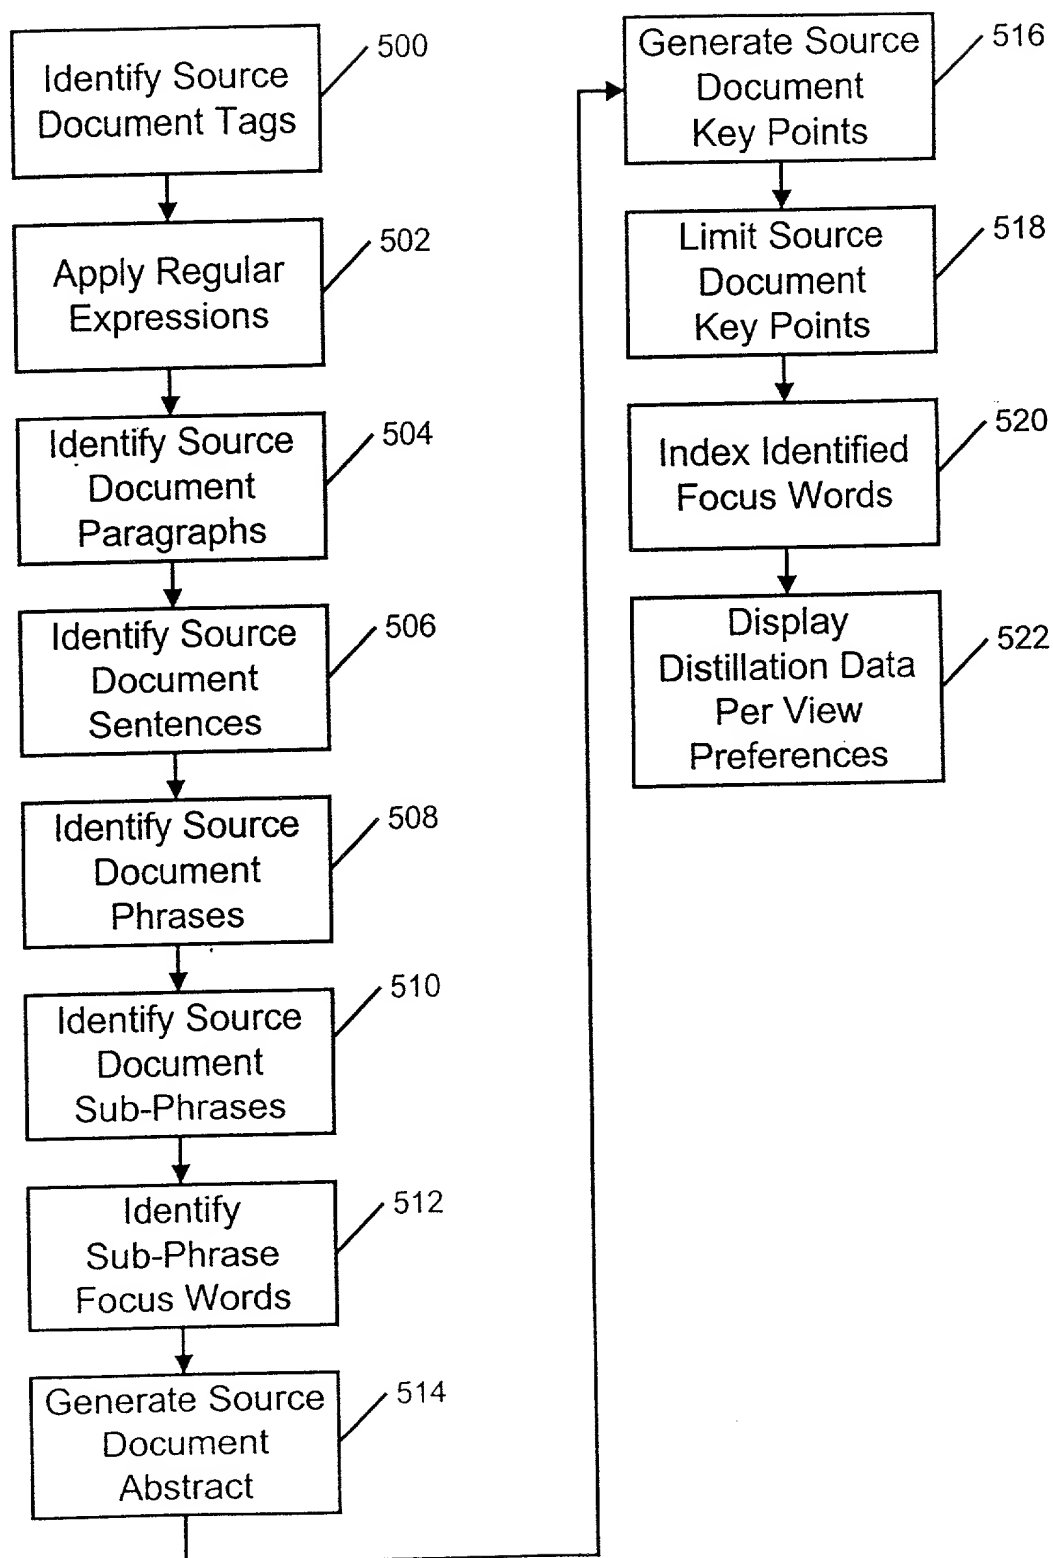 Identify Source
Document Tags
500
Apply Regular
Expressions
502
Identify Source
Document
Paragraphs
504
Identify Source
Document
Sentences
506
Identify Source
Document
Phrases
508
Identify Source
Document
Sub-Phrases
510
Identify
Sub-Phrase
Focus Words
512
Generate Source
Document
Abstract
514
Generate Source
Document
Key Points
516
Limit Source
Document
Key Points
518
Index Identified
Focus Words
520
Display
Distillation Data
Per View
Preferences
522